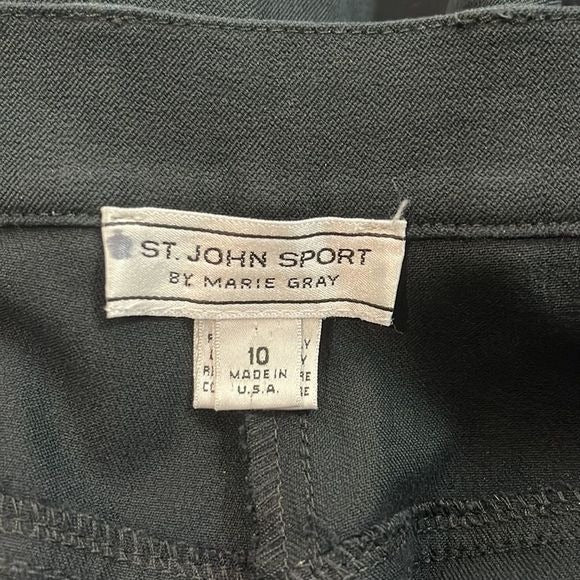 ST. JOHN SPORT
BY MARIE GRAY
10
MADE IN
U.S.A.